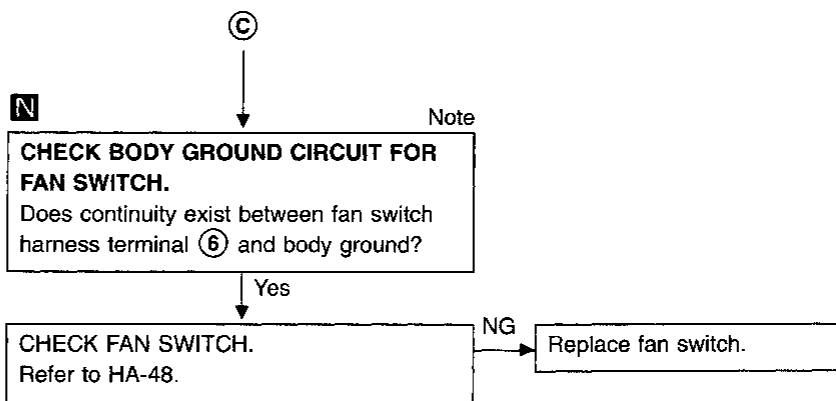 C
N
Note
CHECK BODY GROUND CIRCUIT FOR
FAN SWITCH.
Does continuity exist between fan switch
harness terminal 6 and body ground?
Yes
CHECK FAN SWITCH.
Refer to HA-48.
NG
Replace fan switch.